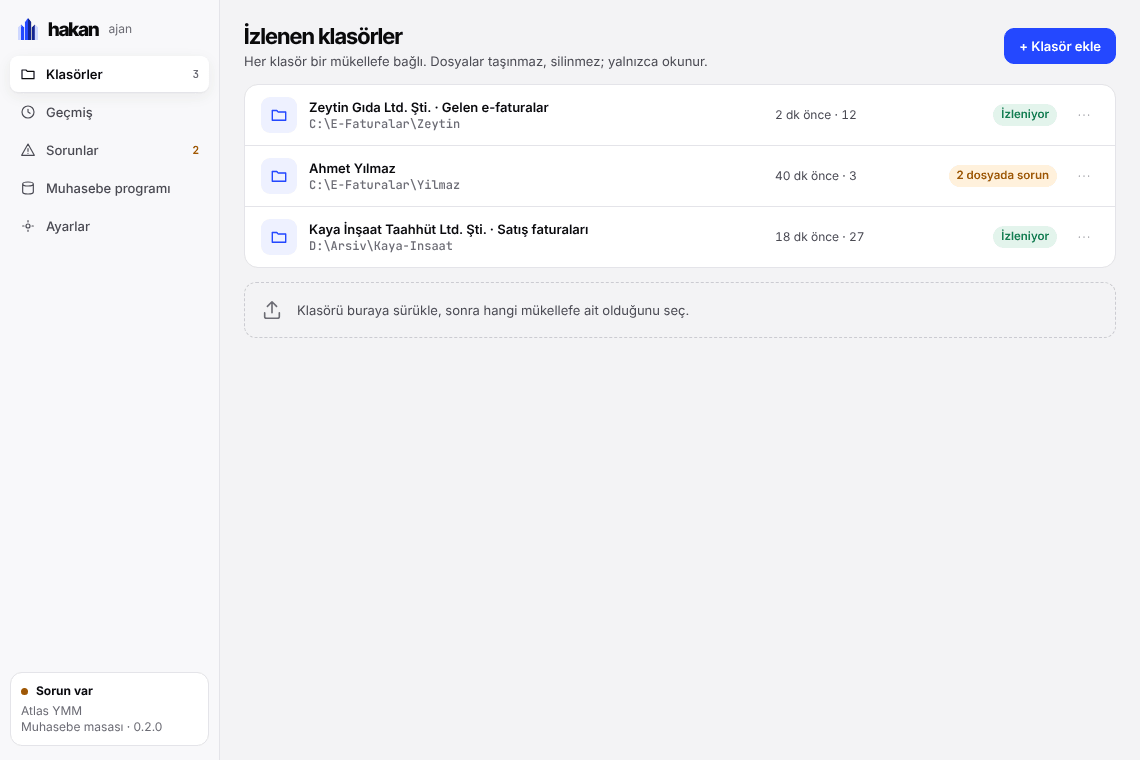 hakan ajan
Klasörler 3
Geçmiş
Sorunlar 2
Muhasebe programı
Ayarlar
Sorun var
Atlas YMM
Muhasebe masası · 0.2.0
İzlenen klasörler
Her klasör bir mükellefe bağlı. Dosyalar taşınmaz, silinmez; yalnızca okunur.
+ Klasör ekle
Zeytin Gıda Ltd. Şti. · Gelen e-faturalar
C:\E-Faturalar\Zeytin
2 dk önce · 12
İzleniyor
Ahmet Yılmaz
C:\E-Faturalar\Yilmaz
40 dk önce · 3
2 dosyada sorun
Kaya İnşaat Taahhüt Ltd. Şti. · Satış faturaları
D:\Arsiv\Kaya-Insaat
18 dk önce · 27
İzleniyor
Klasörü buraya sürükle, sonra hangi mükellefe ait olduğunu seç.